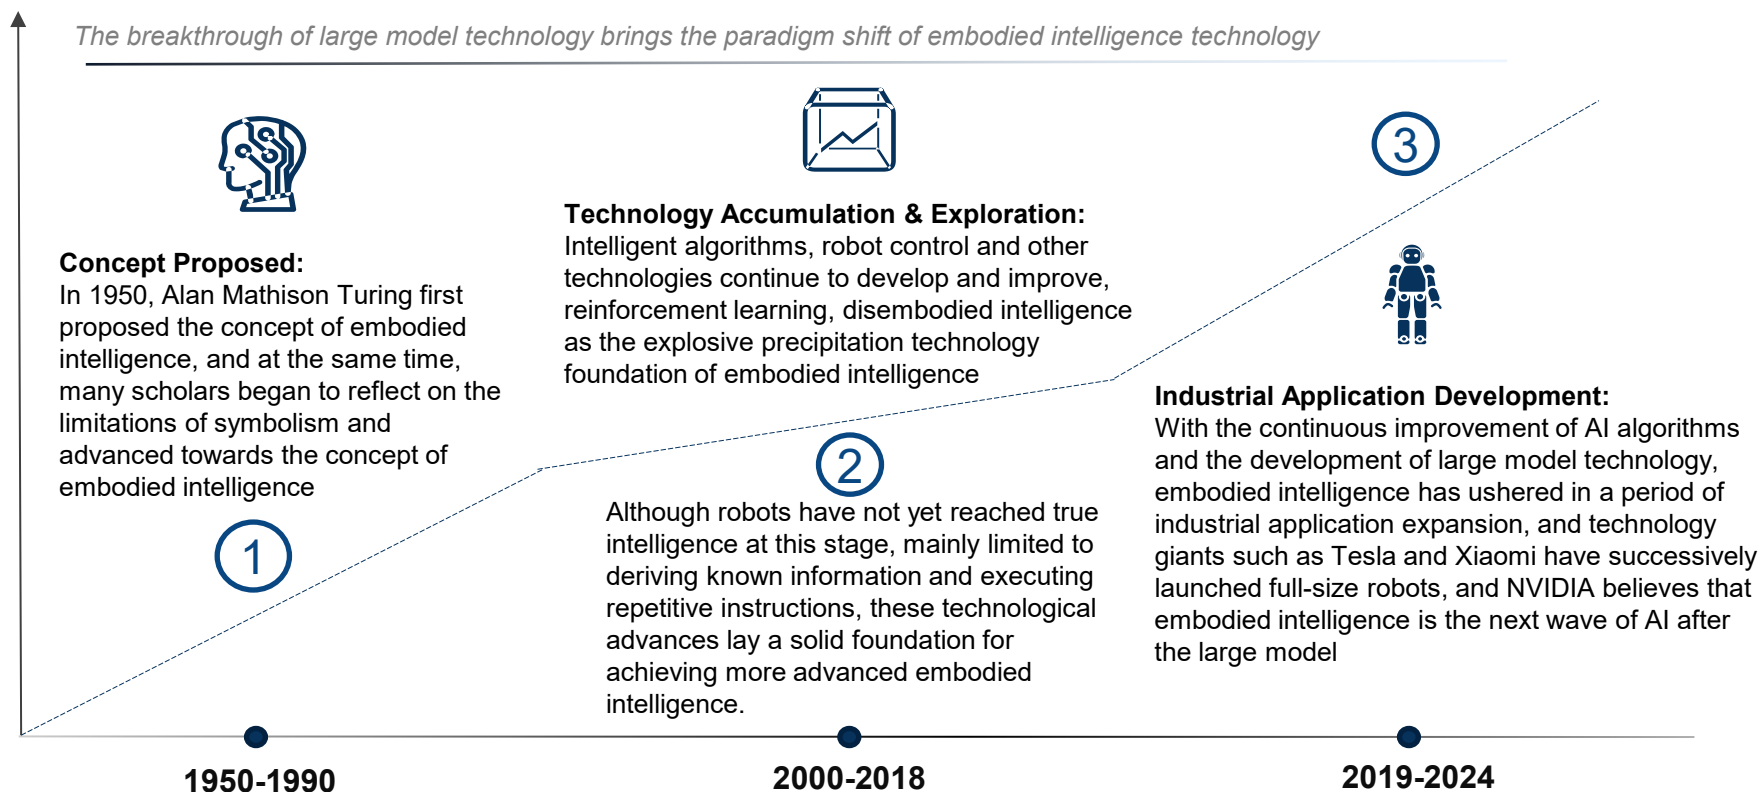 The breakthrough of large model technology brings the paradigm shift of embodied intelligence technology
Concept Proposed:
In 1950, Alan Mathison Turing first
proposed the concept of embodied
intelligence, and at the same time,
many scholars began to reflect on the
limitations of symbolism and
advanced towards the concept of
embodied intelligence
1
Technology Accumulation & Exploration:
Intelligent algorithms, robot control and other
technologies continue to develop and improve,
reinforcement learning, disembodied intelligence
as the explosive precipitation technology
foundation of embodied intelligence
2
Although robots have not yet reached true
intelligence at this stage, mainly limited to
deriving known information and executing
repetitive instructions, these technological
advances lay a solid foundation for
achieving more advanced embodied
intelligence.
3
Industrial Application Development:
With the continuous improvement of AI algorithms
and the development of large model technology,
embodied intelligence has ushered in a period of
industrial application expansion, and technology
giants such as Tesla and Xiaomi have successively
launched full-size robots, and NVIDIA believes that
embodied intelligence is the next wave of AI after
the large model
1950-1990
2000-2018
2019-2024